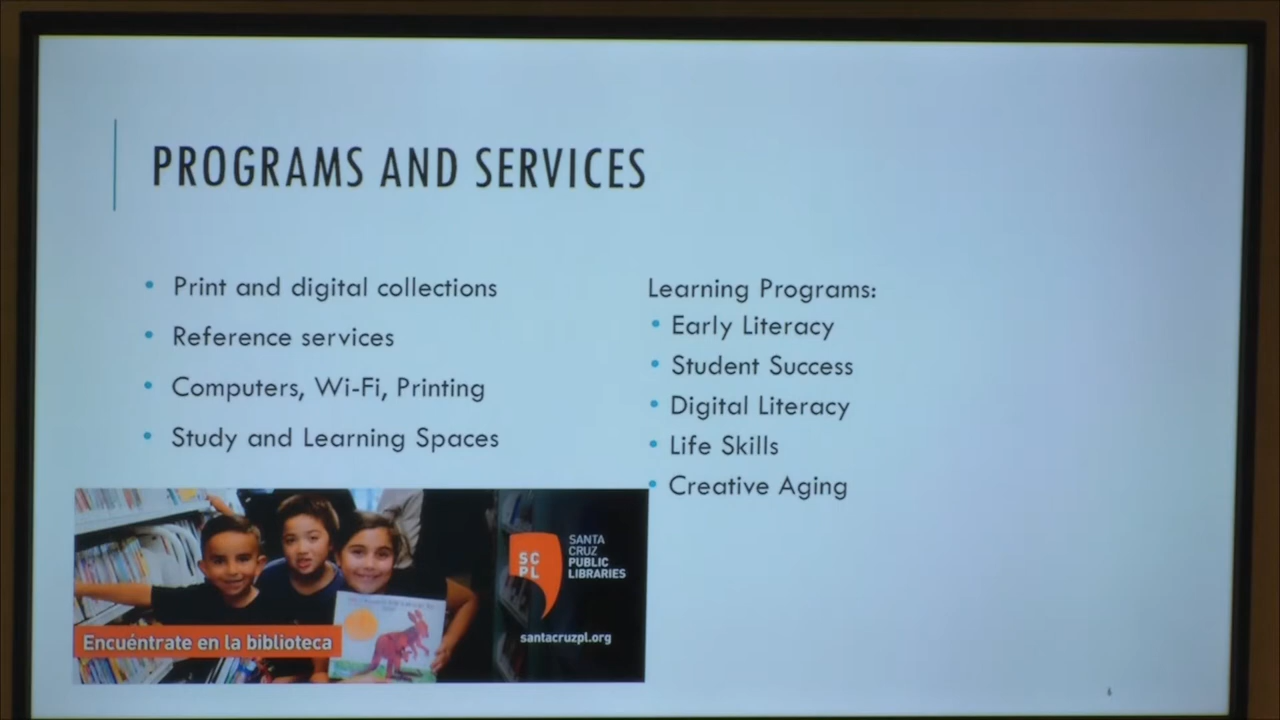 PROGRAMS AND SERVICES
• Print and digital collections
• Reference services
• Computers, Wi-Fi, Printing
• Study and Learning Spaces
Learning Programs:
• Early Literacy
• Student Success
• Digital Literacy
• Life Skills
• Creative Aging
Encuéntrate en la biblioteca
SC
PL
SANTA
CRUZ
PUBLIC
LIBRARIES
santacruzpl.org
6